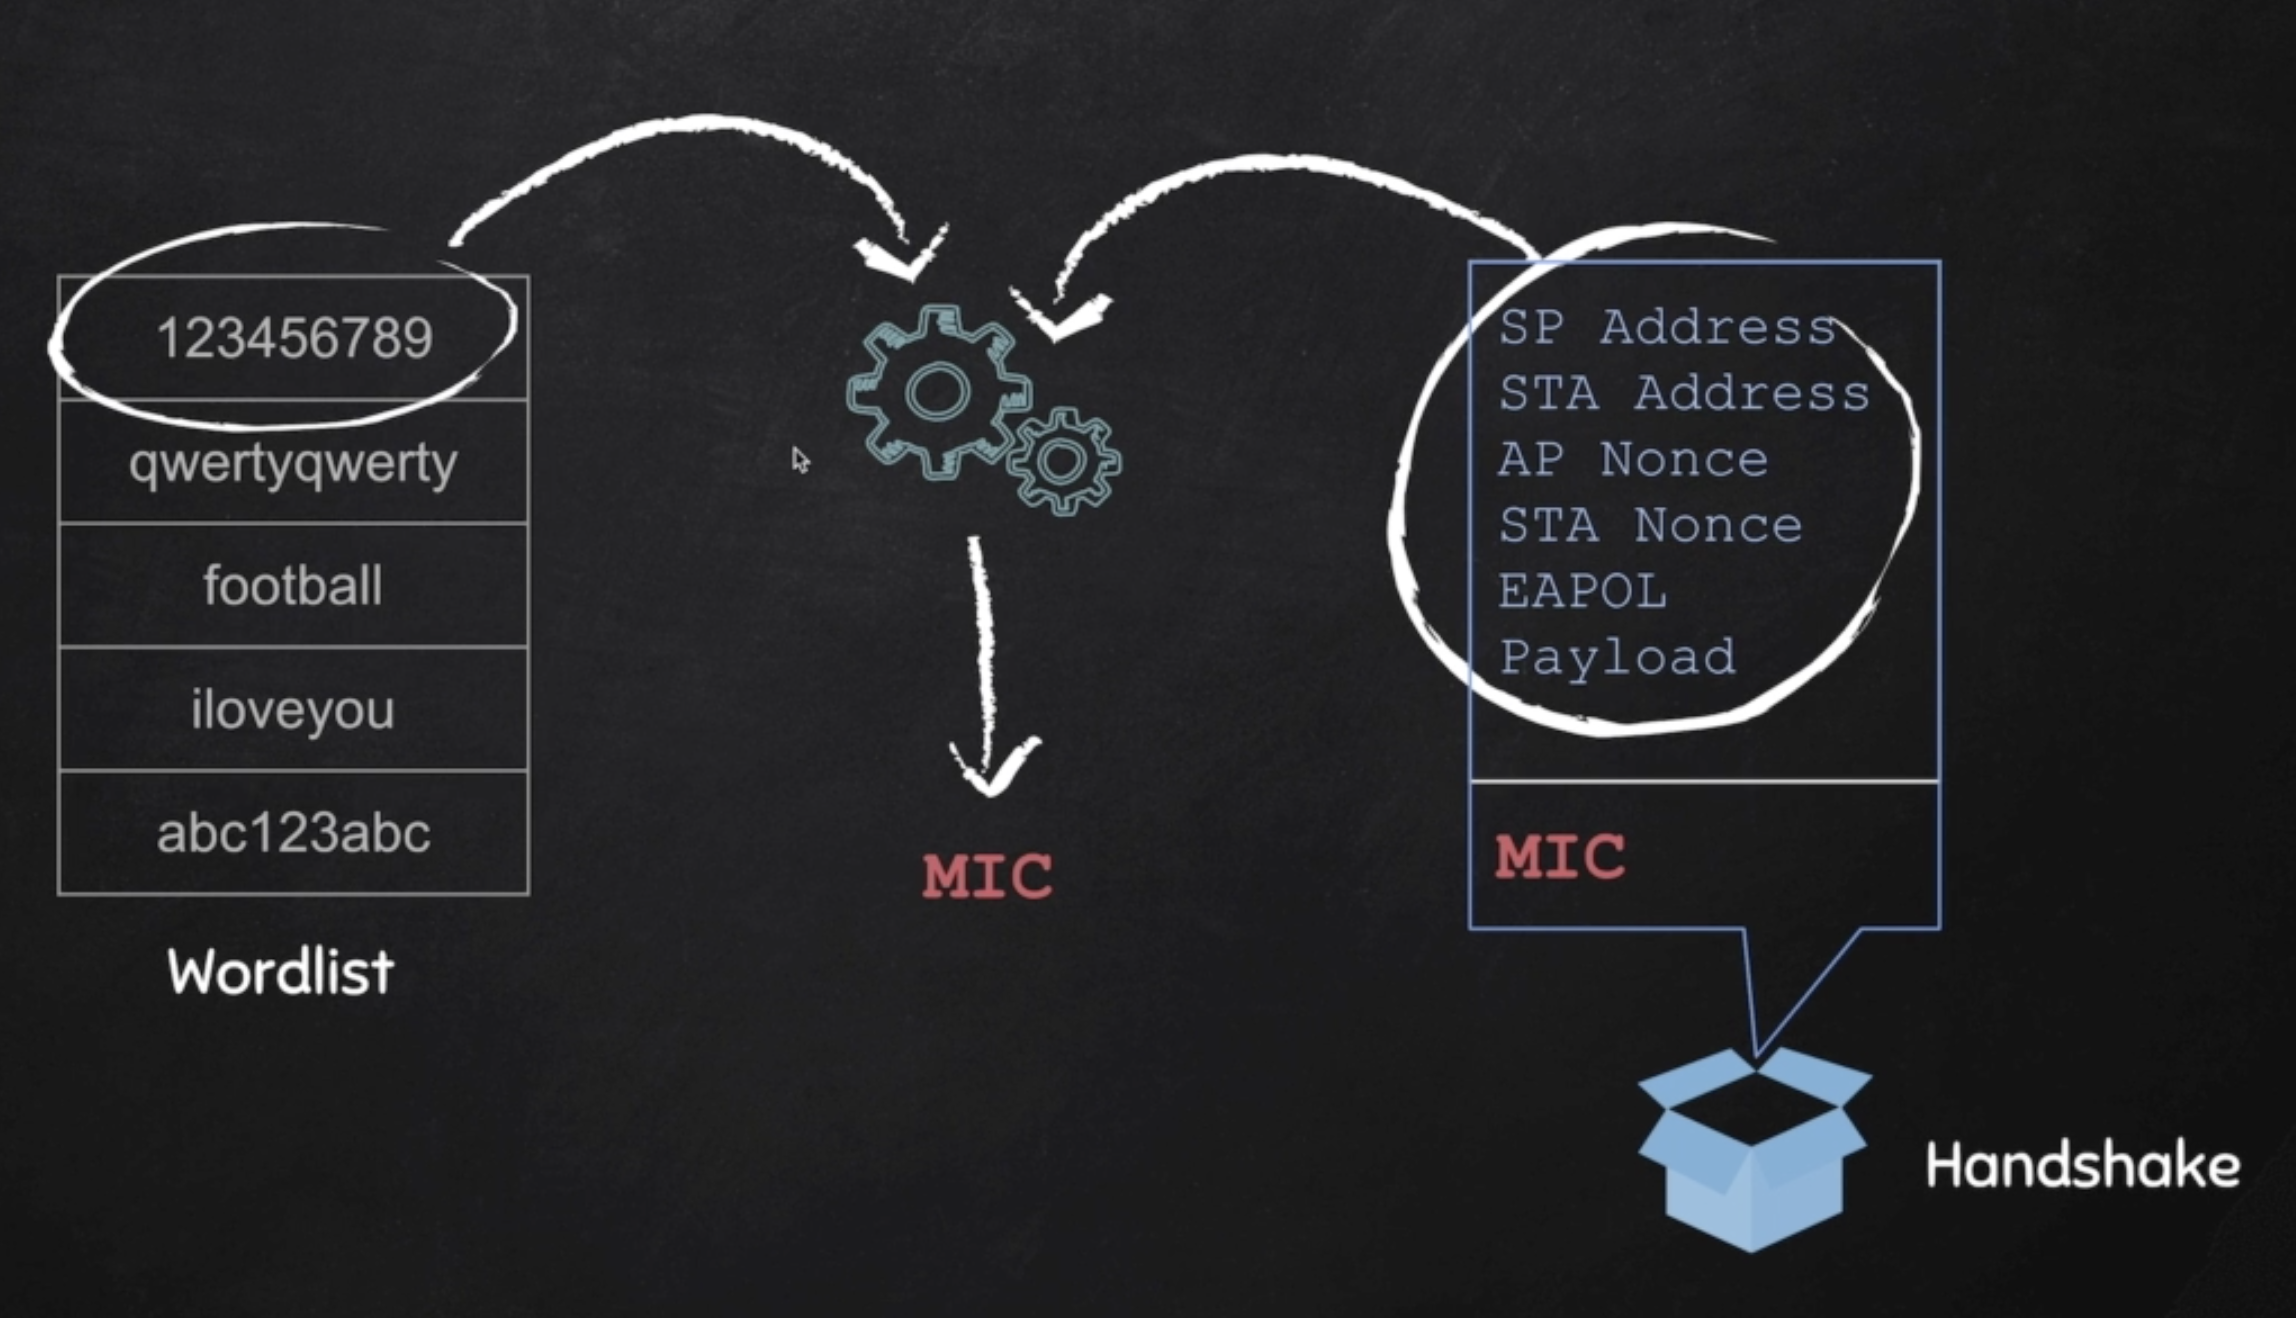 123456789
qwertyqwerty
football
iloveyou
abc123abc
Wordlist
MIC
SP Address
STA Address
AP Nonce
STA Nonce
EAPOL
Payload
MIC
Handshake